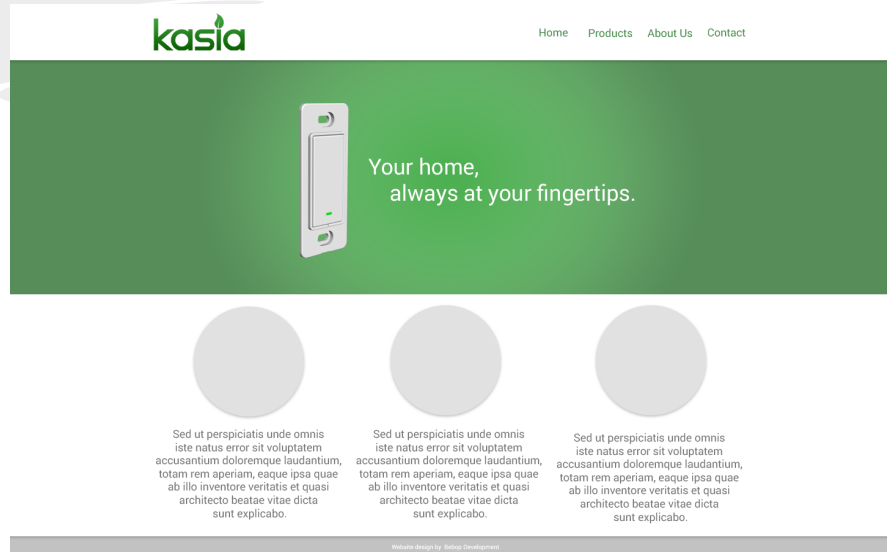 kasia
Home Products About Us Contact
Your home,
always at your fingertips.
Sed ut perspiciatis unde omnis
iste natus error sit voluptatem
accusantium doloremque laudantium,
totam rem aperiam, eaque ipsa quae
ab illo inventore veritatis et quasi
architecto beatae vitae dicta
sunt explicabo.
Sed ut perspiciatis unde omnis
iste natus error sit voluptatem
accusantium doloremque laudantium,
totam rem aperiam, eaque ipsa quae
ab illo inventore veritatis et quasi
architecto beatae vitae dicta
sunt explicabo.
Sed ut perspiciatis unde omnis
iste natus error sit voluptatem
accusantium doloremque laudantium,
totam rem aperiam, eaque ipsa quae
ab illo inventore veritatis et quasi
architecto beatae vitae dicta
sunt explicabo.
Website design by Bebop Development